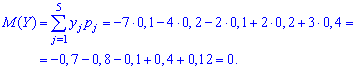 M(Y) = \sum_{j=1}^{5} y_j p_j = -7 · 0,1 - 4 · 0, 2 - 2 · 0,1 + 2 · 0, 2 + 3 · 0, 4 =
= -0, 7 - 0, 8 - 0,1 + 0, 4 + 0,12 = 0.